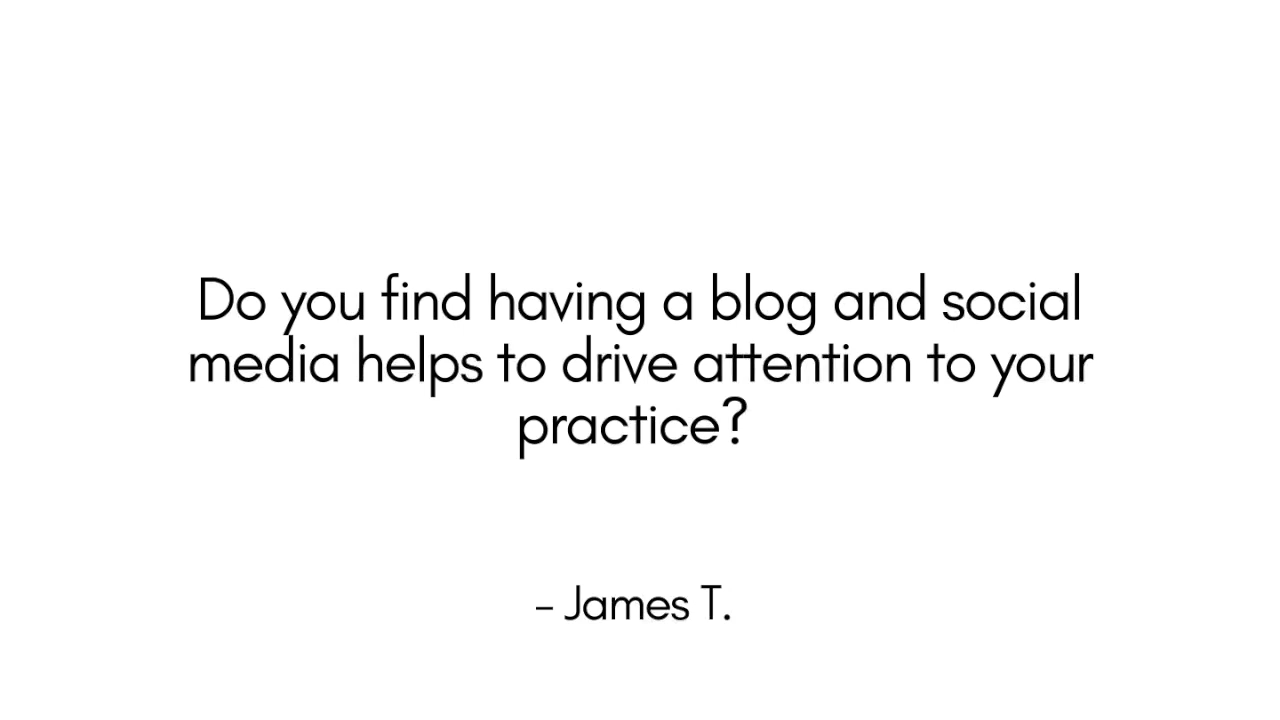 Do you find having a blog and social
media helps to drive attention to your
practice?
– James T.